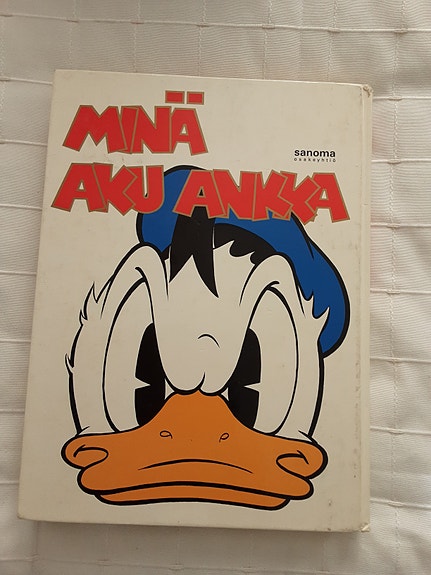 MINÄ
sanoma
osakeyhtiö
AKU ANKKA